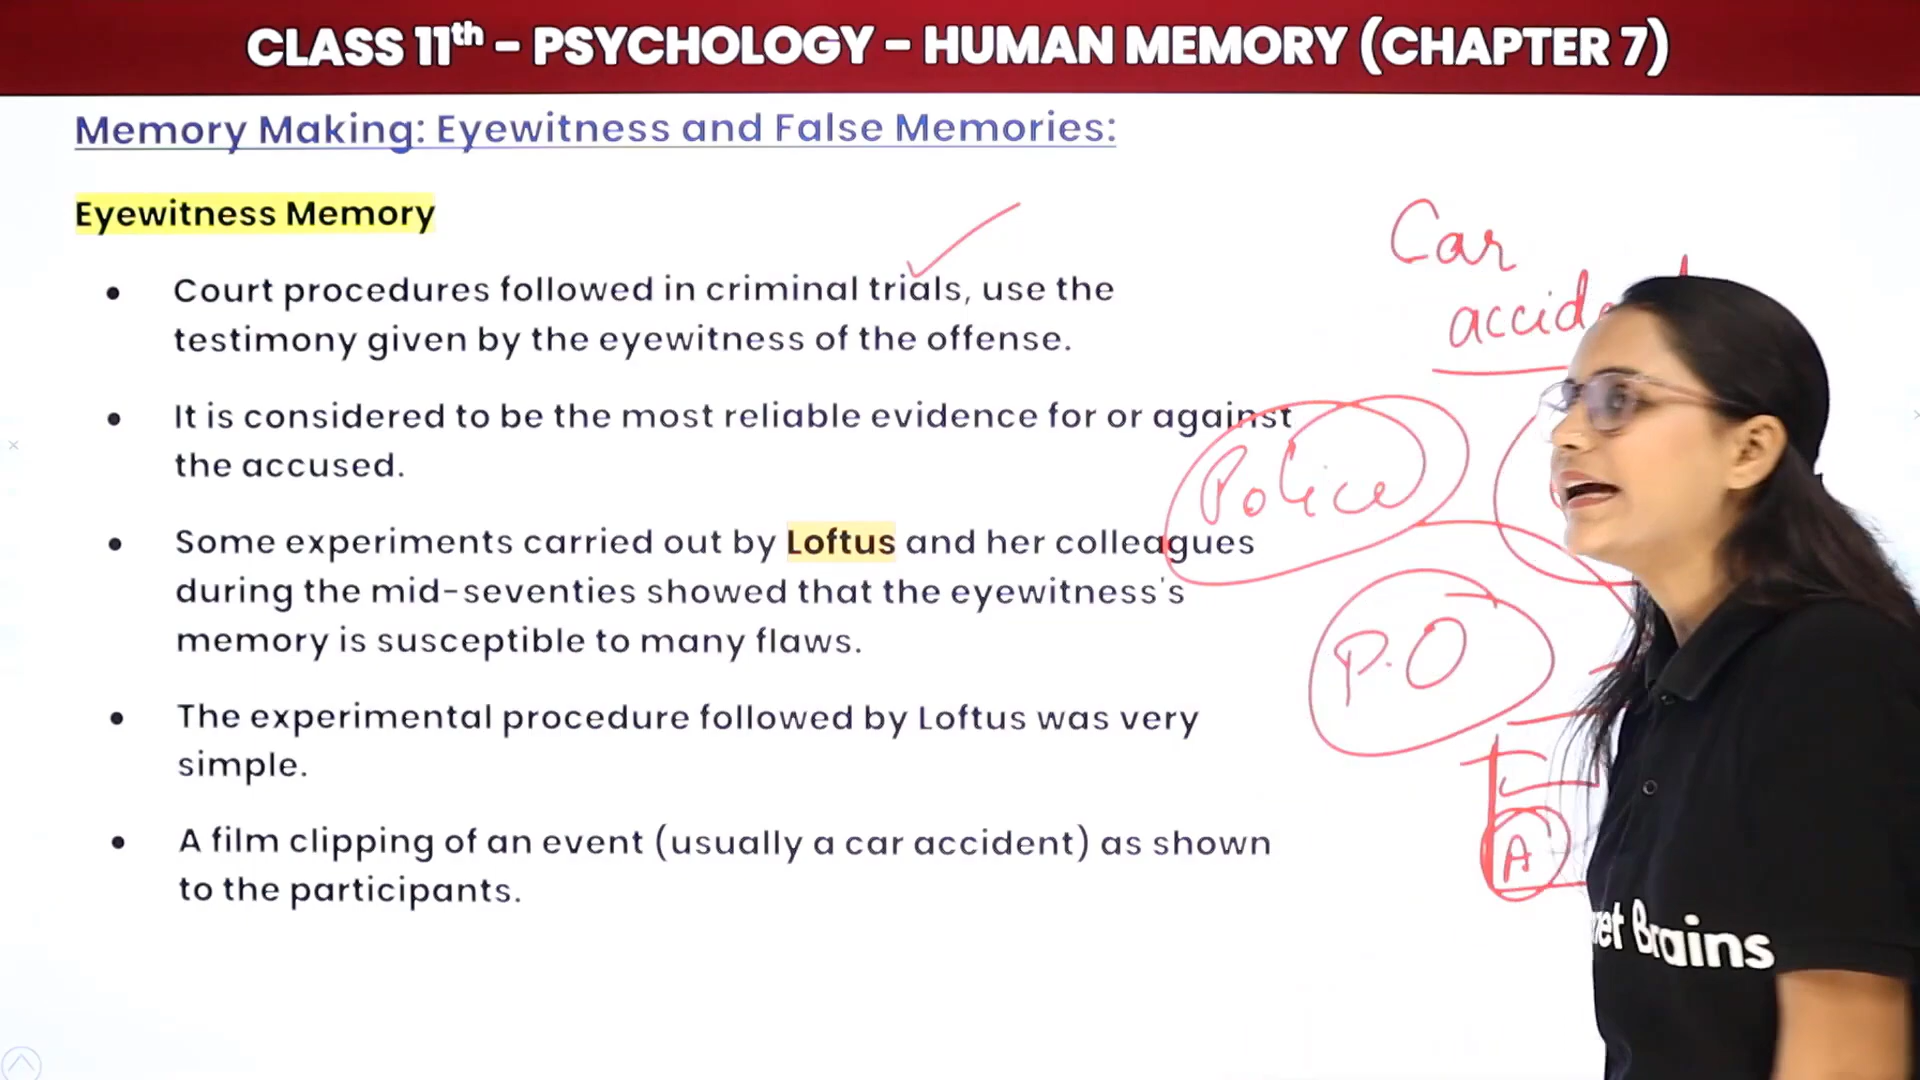 CLASS 11th – PSYCHOLOGY – HUMAN MEMORY (CHAPTER 7)
Memory Making: Eyewitness and False Memories:
Eyewitness Memory
• Court procedures followed in criminal trials, use the
testimony given by the eyewitness of the offense.
• It is considered to be the most reliable evidence for or against
the accused.
• Some experiments carried out by Loftus and her colleagues
during the mid-seventies showed that the eyewitness's
memory is susceptible to many flaws.
• The experimental procedure followed by Loftus was very
simple.
• A film clipping of an event (usually a car accident) as shown
to the participants.
Car
Police
P.O
A
Brains